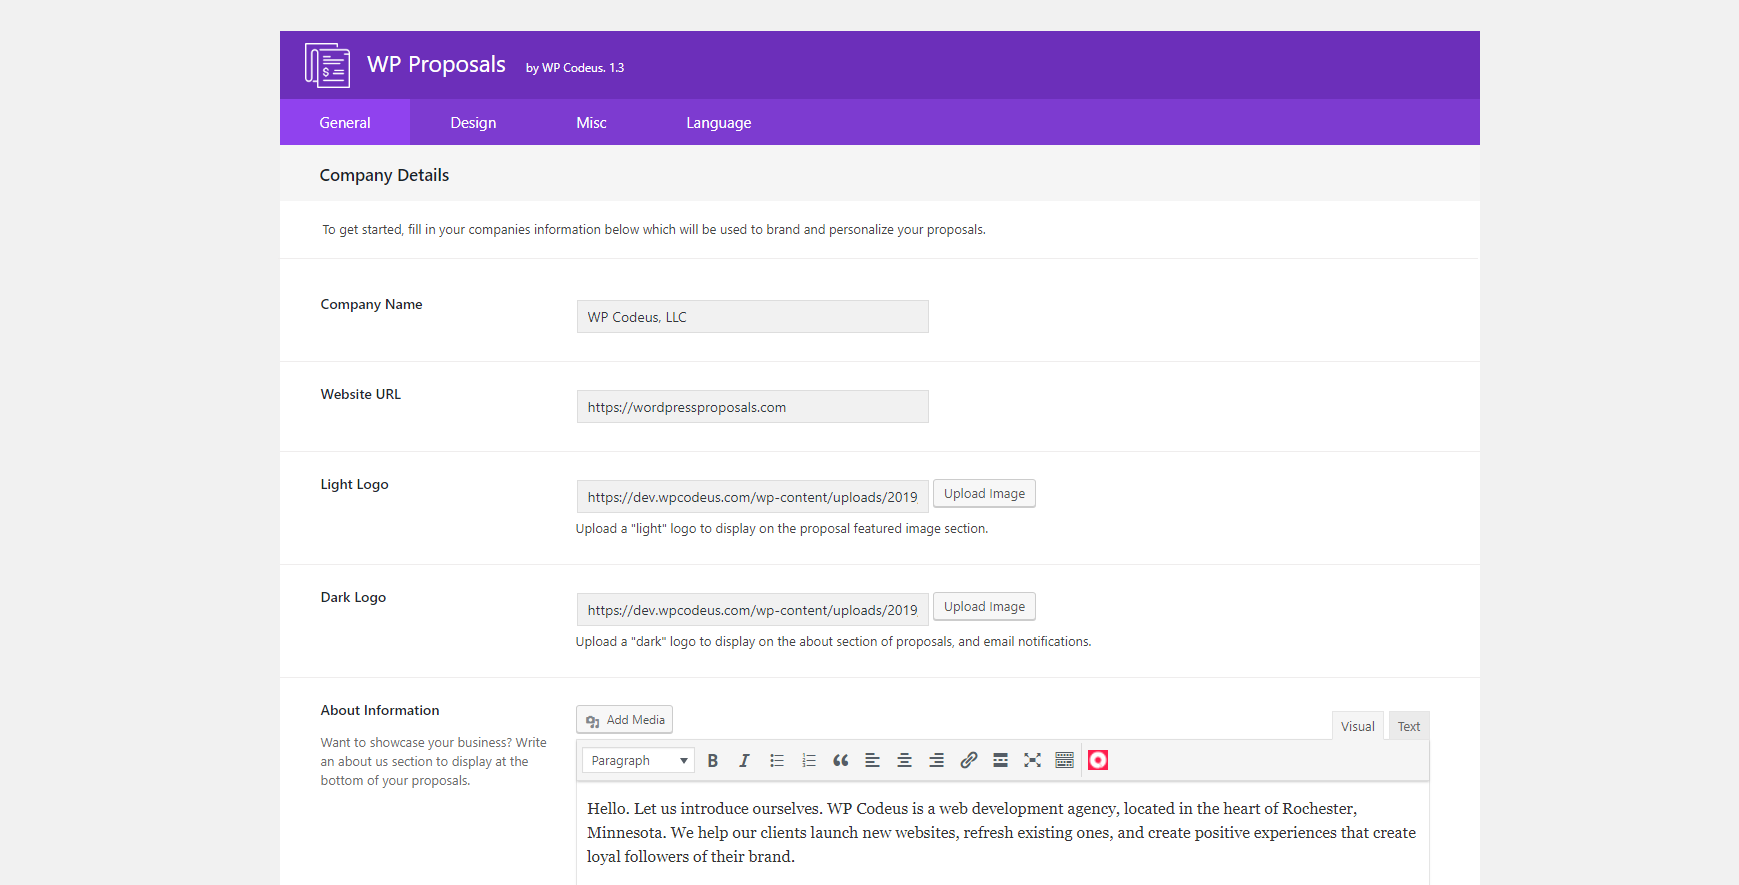 WP Proposals by WP Codeus. 1.3
General Design Misc Language
Company Details
To get started, fill in your companies information below which will be used to brand and personalize your proposals.
Company Name
WP Codeus, LLC
Website URL
https://wordpressproposals.com
Light Logo
https://dev.wpcodeus.com/wp-content/uploads/2019 Upload Image
Upload a "light" logo to display on the proposal featured image section.
Dark Logo
https://dev.wpcodeus.com/wp-content/uploads/2019 Upload Image
Upload a "dark" logo to display on the about section of proposals, and email notifications.
About Information
Want to showcase your business? Write
an about us section to display at the
bottom of your proposals.
Add Media
Visual Text
Paragraph
Hello. Let us introduce ourselves. WP Codeus is a web development agency, located in the heart of Rochester,
Minnesota. We help our clients launch new websites, refresh existing ones, and create positive experiences that create
loyal followers of their brand.